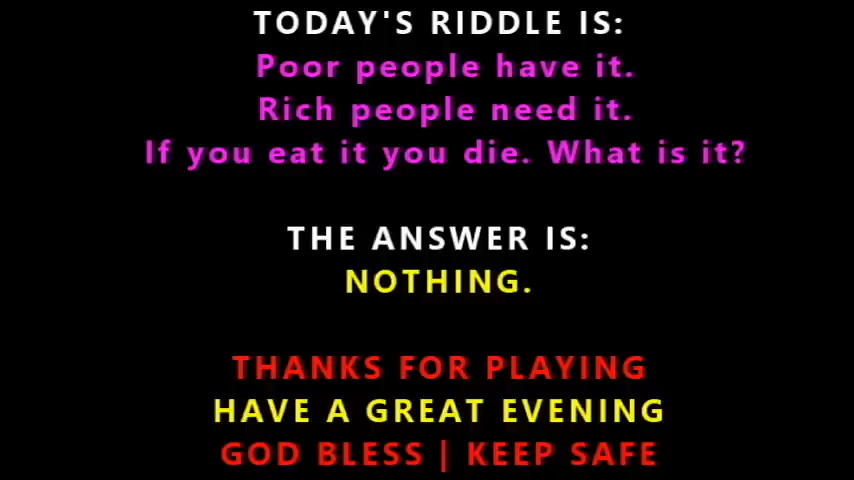 TODAY'S RIDDLE IS:
Poor people have it.
Rich people need it.
If you eat it you die. What is it?
THE ANSWER IS:
NOTHING.
THANKS FOR PLAYING
HAVE A GREAT EVENING
GOD BLESS | KEEP SAFE